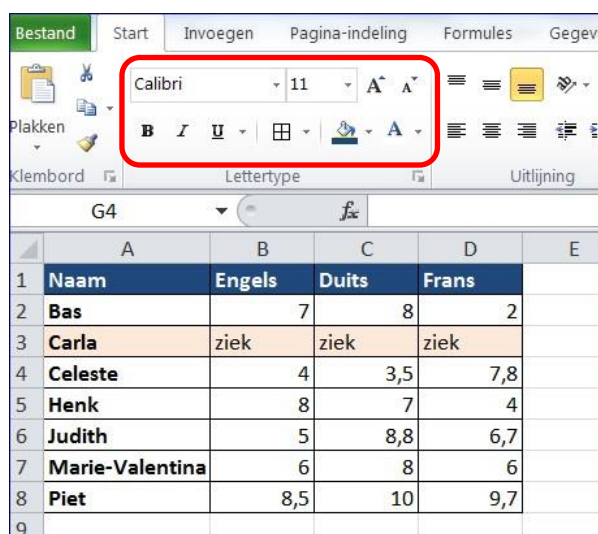 Bestand Start Invoegen Pagina-indeling Formules Gegev
Calibri 11 A A
Plakken B I U A
Klembord Lettertype Uitlijning
G4 fx
A B C D E
1 Naam Engels Duits Frans
2 Bas 7 8 2
3 Carla ziek ziek ziek
4 Celeste 4 3,5 7,8
5 Henk 8 7 4
6 Judith 5 8,8 6,7
7 Marie-Valentina 6 8 6
8 Piet 8,5 10 9,7
9